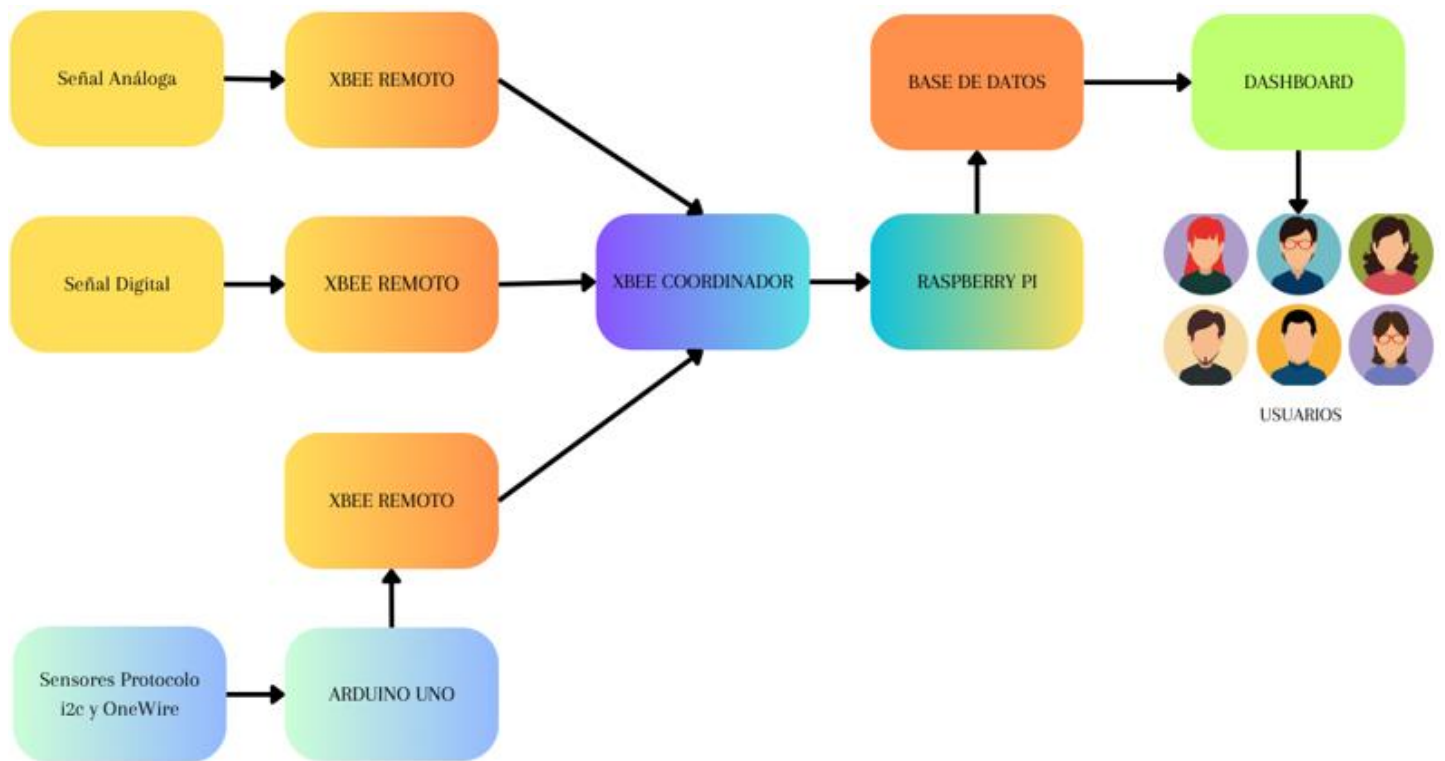 Señal Análoga
XBEE REMOTO
BASE DE DATOS
DASHBOARD
Señal Digital
XBEE REMOTO
XBEE COORDINADOR
RASPBERRY PI
USUARIOS
XBEE REMOTO
Sensores Protocolo
i2c y OneWire
ARDUINO UNO